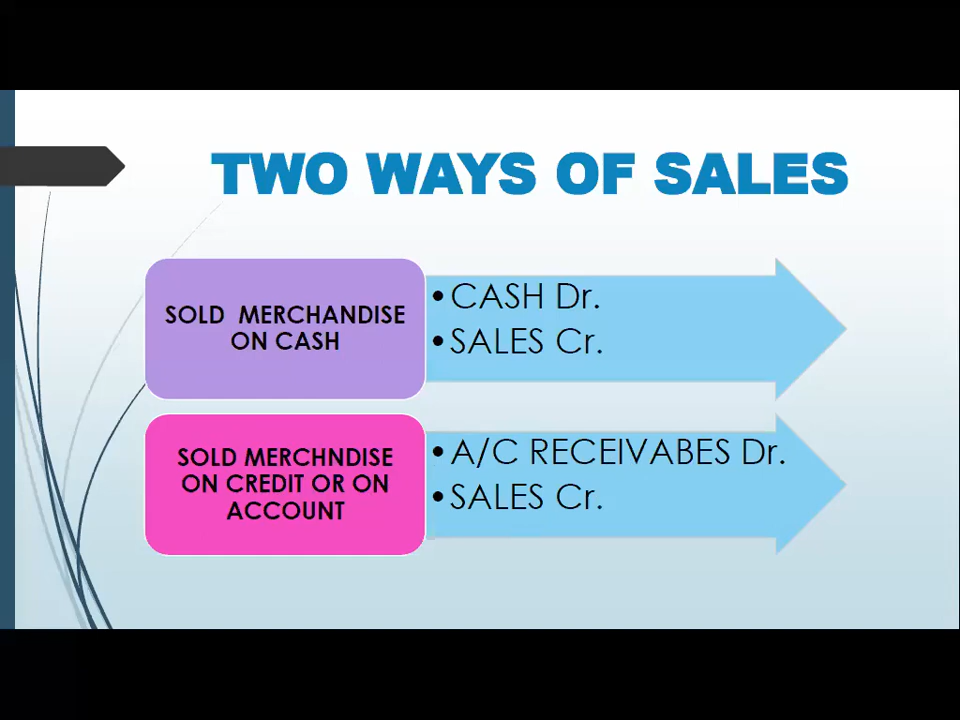 TWO WAYS OF SALES
SOLD MERCHANDISE
ON CASH
•CASH Dr.
•SALES Cr.
SOLD MERCHNDISE
ON CREDIT OR ON
ACCOUNT
•A/C RECEIVABES Dr.
•SALES Cr.